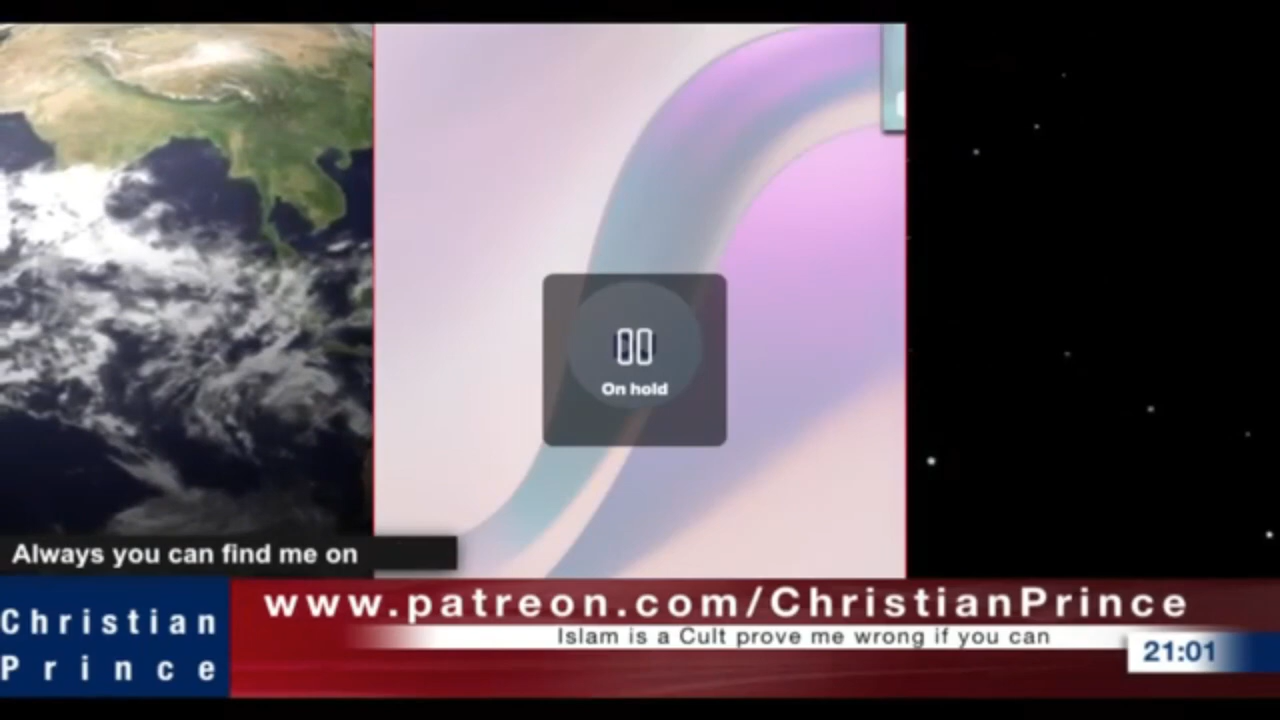 On hold
Always you can find me on
www.patreon.com/ChristianPrince
Christian
Prince
Islam is a Cult prove me wrong if you can
21:01